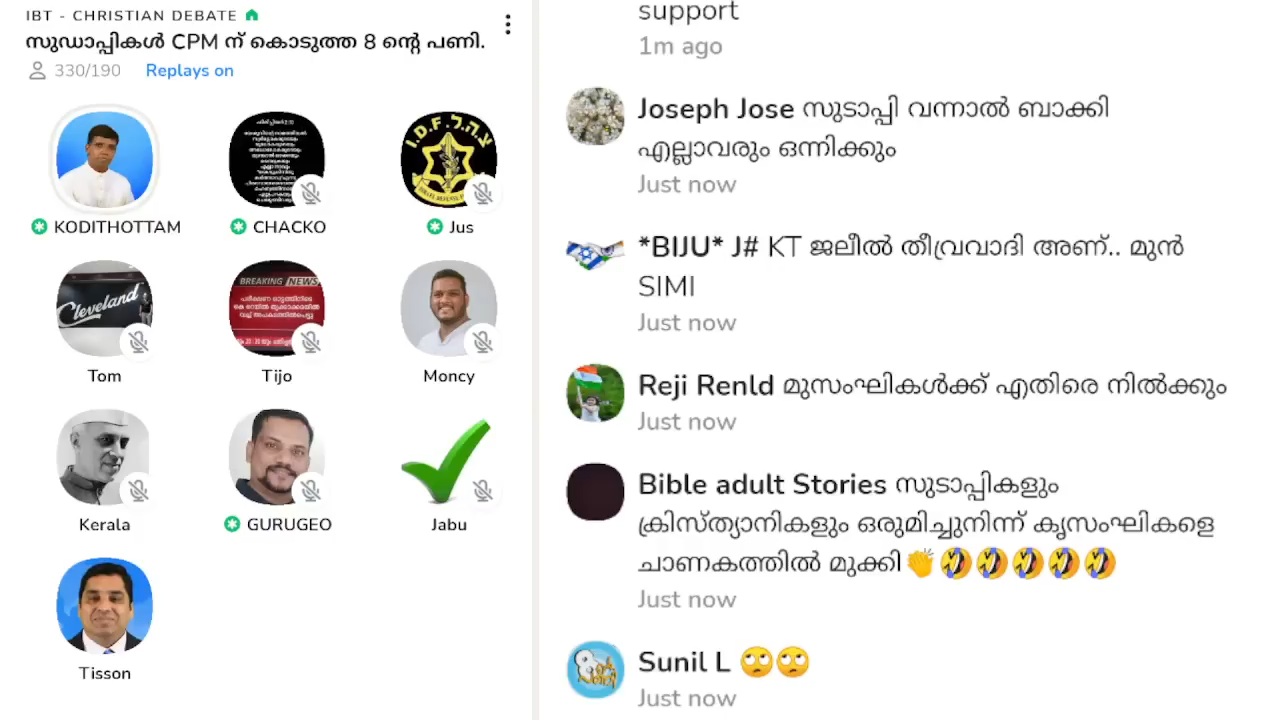 IBT - CHRISTIAN DEBATE
സുഡാപ്പികൾ CPM ന് കൊടുത്ത 8 ന്റെ പണി.
330/190 Replays on
I.D.F. צ.ה.ל.
KODITHOTTAM
CHACKO
Jus
Cleveland
BREAKING NEWS
Tom
Tijo
Moncy
Kerala
GURUGEO
Jabu
Tisson
support
1m ago
Joseph Jose സുടാപ്പി വന്നാൽ ബാക്കി
എല്ലാവരും ഒന്നിക്കും
Just now
*BIJU* J# KT ജലീൽ തീവ്രവാദി അണ്.. മുൻ
SIMI
Just now
Reji Renld മുസംഘികൾക്ക് എതിരെ നിൽക്കും
Just now
Bible adult Stories സുടാപ്പികളും
ക്രിസ്ത്യാനികളും ഒരുമിച്ചുനിന്ന് കൃസംഘികളെ
ചാണകത്തിൽ മുക്കി👏🤣🤣🤣🤣🤣
Just now
Sunil L 🙄🙄
Just now